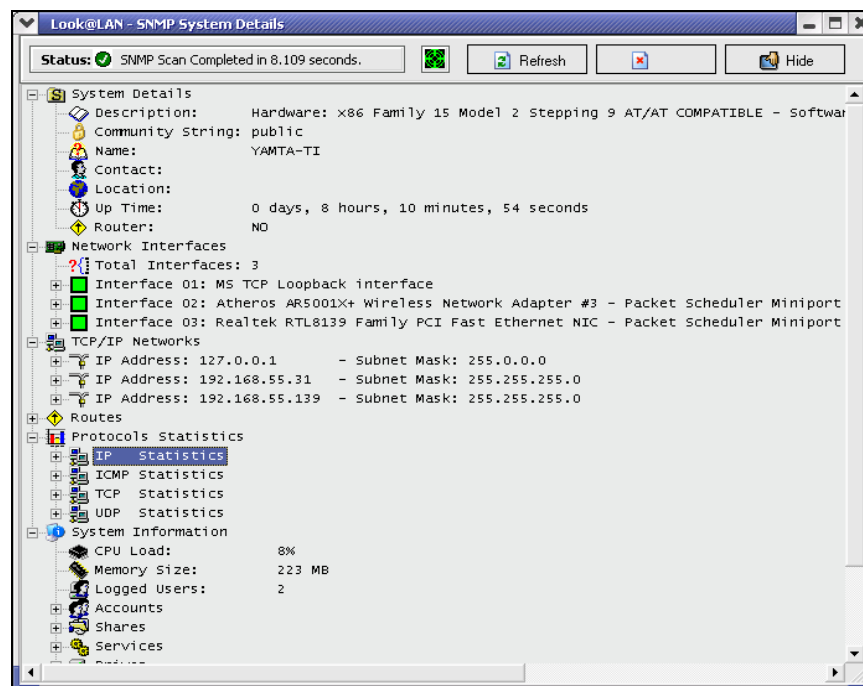 Look@LAN - SNMP System Details
Status: SNMP Scan Completed in 8.109 seconds.
Refresh
Hide
System Details
Description: Hardware: x86 Family 15 Model 2 Stepping 9 AT/AT COMPATIBLE - Softwar
Community String: public
Name: YAMTA-TI
Contact:
Location:
Up Time: 0 days, 8 hours, 10 minutes, 54 seconds
Router: NO
Network Interfaces
Total Interfaces: 3
Interface 01: MS TCP Loopback interface
Interface 02: Atheros AR5001X+ Wireless Network Adapter #3 - Packet Scheduler Miniport
Interface 03: Realtek RTL8139 Family PCI Fast Ethernet NIC - Packet Scheduler Miniport
TCP/IP Networks
IP Address: 127.0.0.1 - Subnet Mask: 255.0.0.0
IP Address: 192.168.55.31 - Subnet Mask: 255.255.255.0
IP Address: 192.168.55.139 - Subnet Mask: 255.255.255.0
Routes
Protocols Statistics
IP Statistics
ICMP Statistics
TCP Statistics
UDP Statistics
System Information
CPU Load: 8%
Memory Size: 223 MB
Logged Users: 2
Accounts
Shares
Services